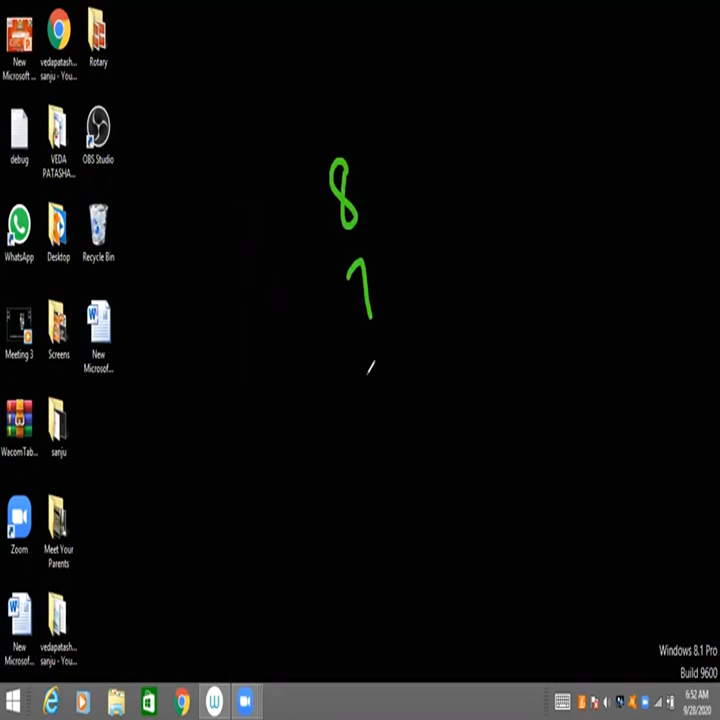 New Microsoft ...
vedapatash... sanju - You...
Rotary
debug
VEDA PATASHA...
OBS Studio
WhatsApp
Desktop
Recycle Bin
Meeting 3
Screens
New Microsof...
WacomTab...
sanju
Zoom
Meet Your Parents
New Microsof...
vedapatash... sanju - You...
8
7
Windows 8.1 Pro
Build 9600
6:52 AM
9/28/2020